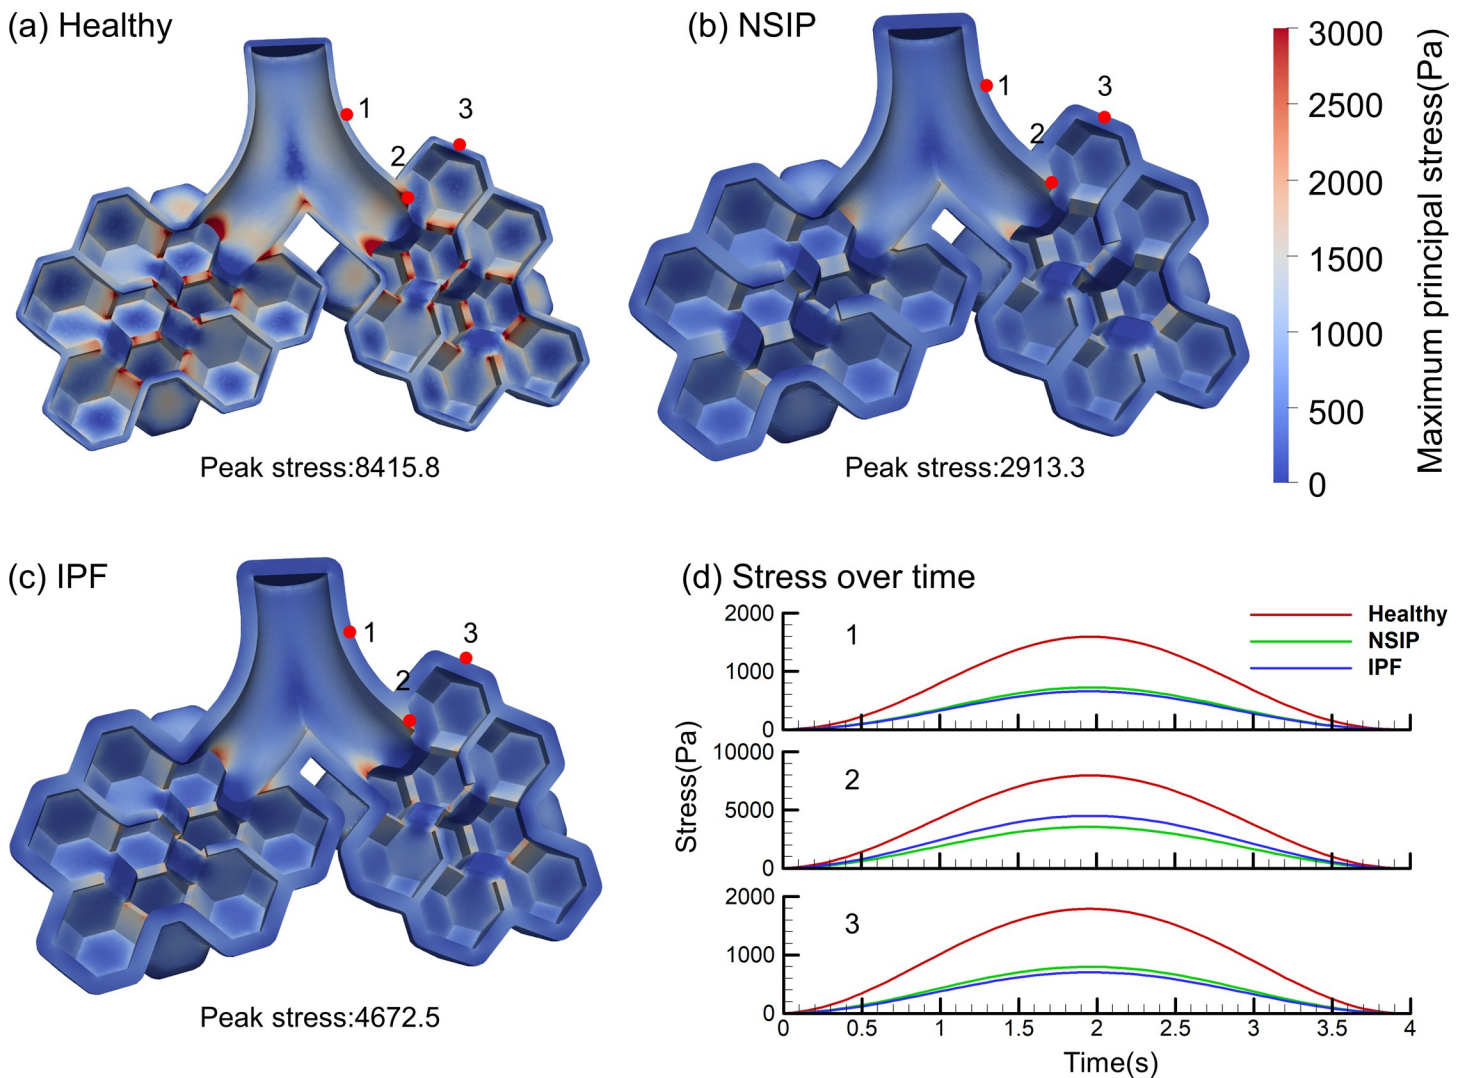 (a) Healthy
1
2
3
Peak stress:8415.8
(b) NSIP
1
2
3
Peak stress:2913.3
3000
2500
2000
1500
1000
500
0
Maximum principal stress(Pa)
(c) IPF
1
2
3
Peak stress:4672.5
(d) Stress over time
Healthy
NSIP
IPF
Stress(Pa)
2000
1000
0
1
10000
5000
0
2
2000
1000
0
3
0 0.5 1 1.5 2 2.5 3 3.5 4
Time(s)